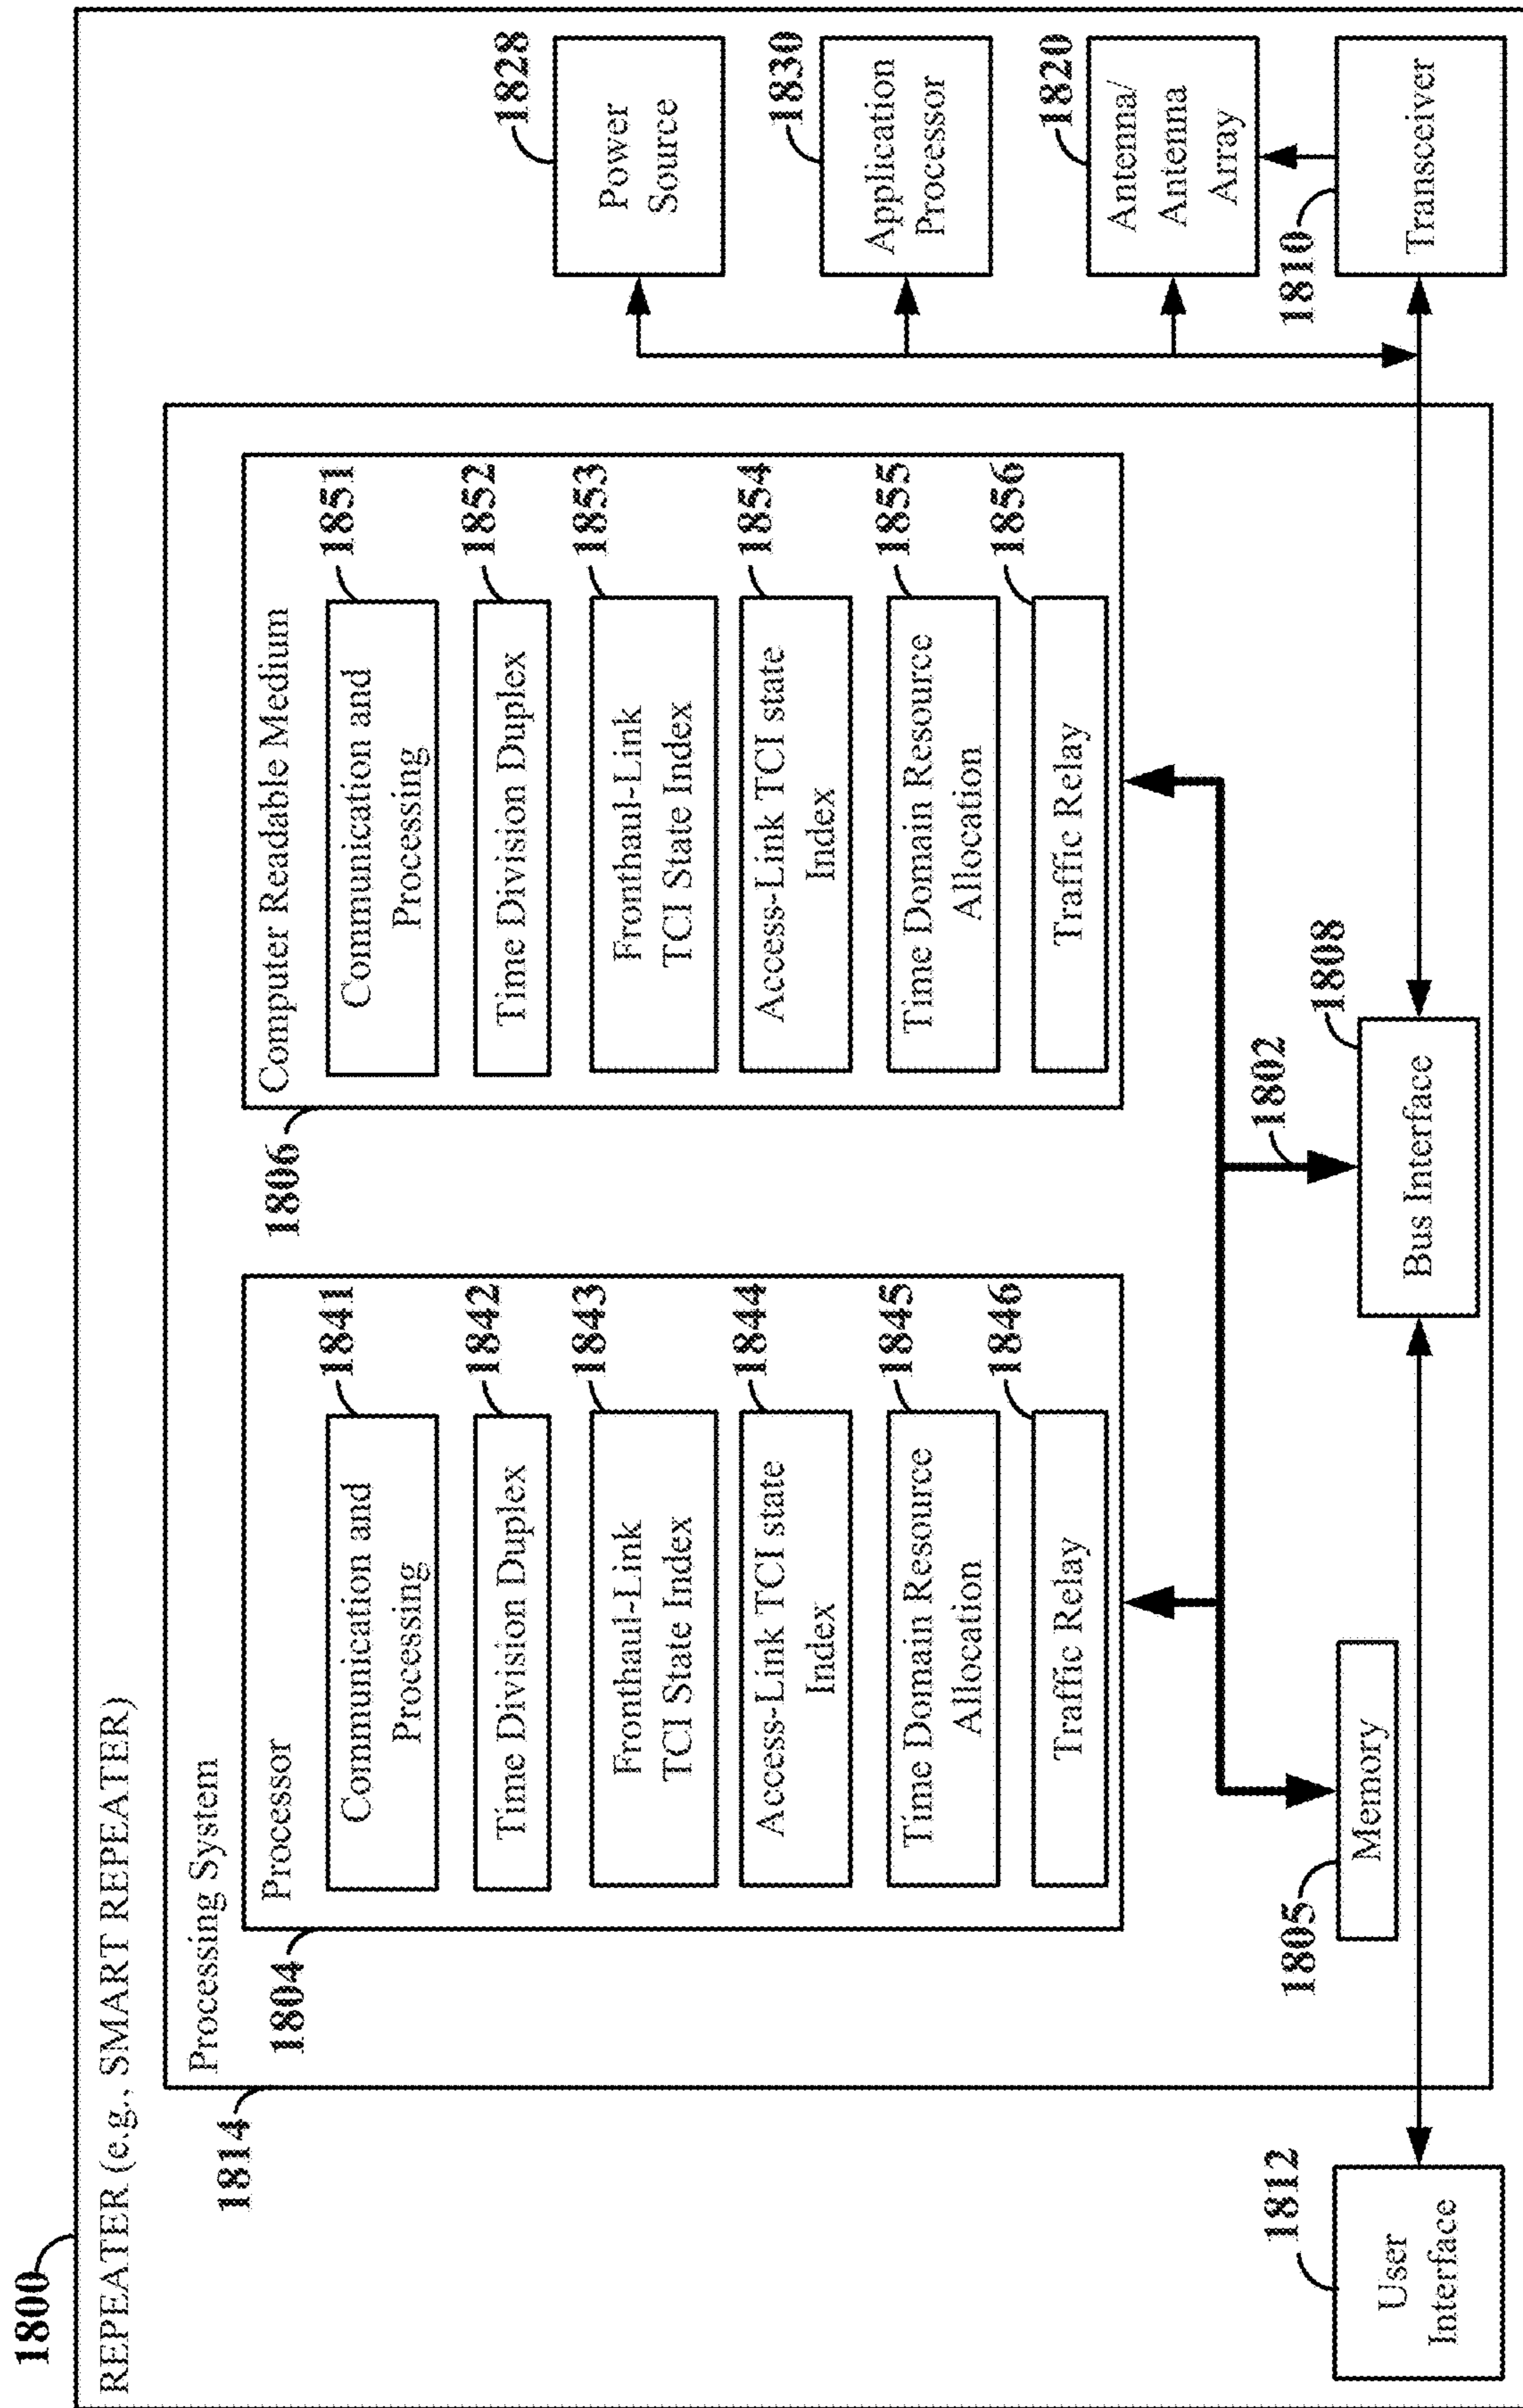 1800
REPEATER (e.g., SMART REPEATER)
1814
Processing System
1804
Processor
Communication and
Processing
1841
Time Division Duplex
1842
Fronthaul-Link
TCI State Index
1843
Access-Link TCI state
Index
1844
Time Domain Resource
Allocation
1845
Traffic Relay
1846
1806
Computer Readable Medium
Communication and
Processing
1851
Time Division Duplex
1852
Fronthaul-Link
TCI State Index
1853
Access-Link TCI state
Index
1854
Time Domain Resource
Allocation
1855
Traffic Relay
1856
1828
Power
Source
1830
Application
Processor
1820
Antenna/
Antenna
Array
1810
Transceiver
1802
1808
Bus Interface
1805
Memory
1812
User
Interface